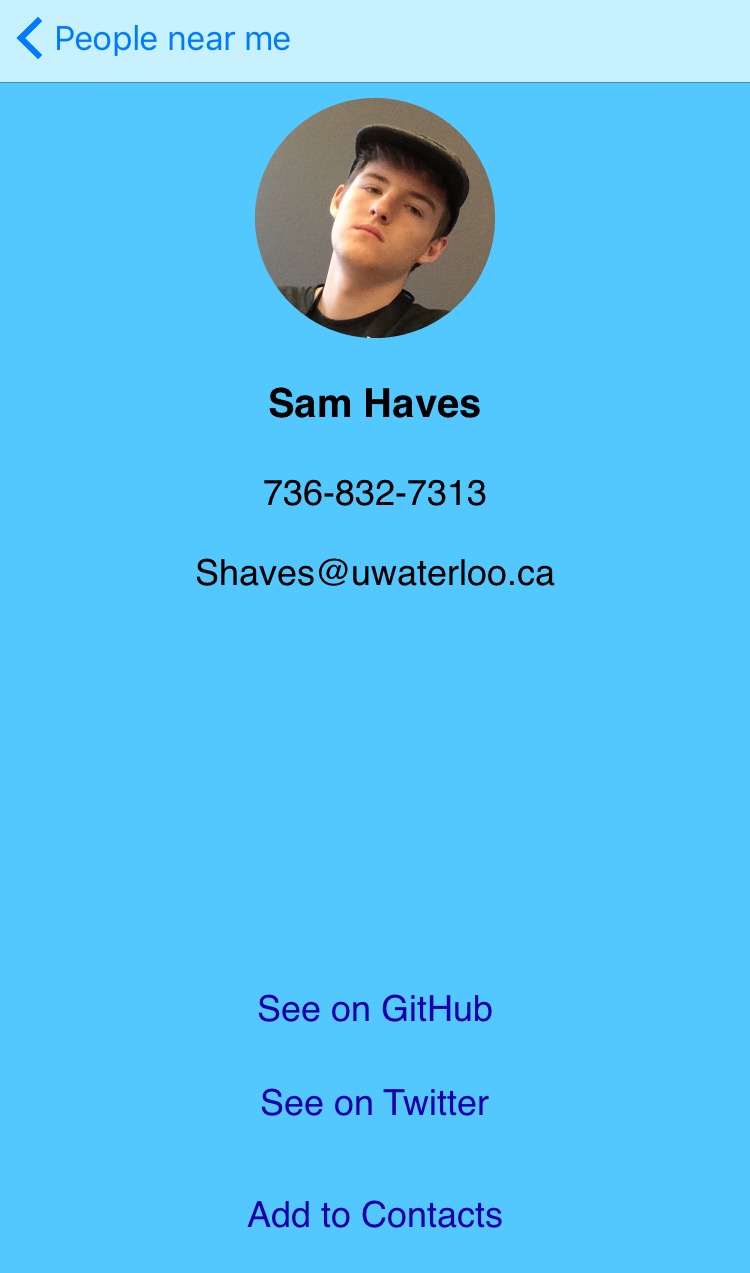 People near me
Sam Haves
736-832-7313
Shaves@uwaterloo.ca
See on GitHub
See on Twitter
Add to Contacts